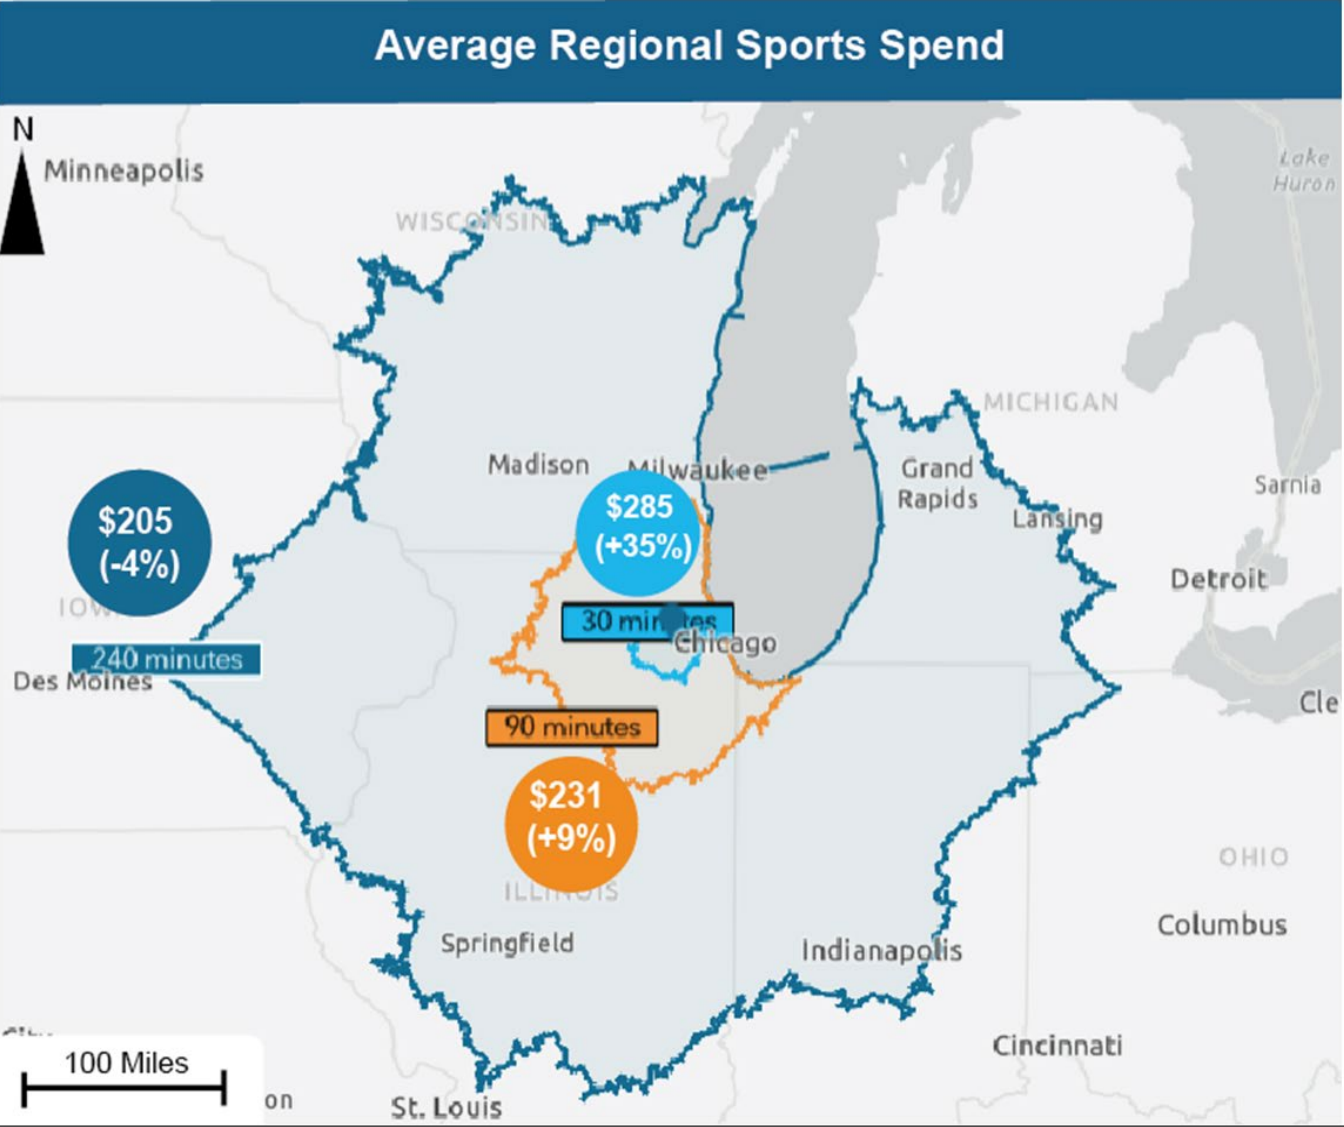 Average Regional Sports Spend
N
Minneapolis
Lake
Huron
WISCONSIN
MICHIGAN
Madison
Milwaukee
Grand
Rapids
Sarnia
Lansing
$205
(-4%)
$285
(+35%)
Detroit
30 minutes
Chicago
240 minutes
Des Moines
Cle
90 minutes
$231
(+9%)
OHIO
ILLINOIS
Columbus
Springfield
Indianapolis
Cincinnati
100 Miles
on
St. Louis